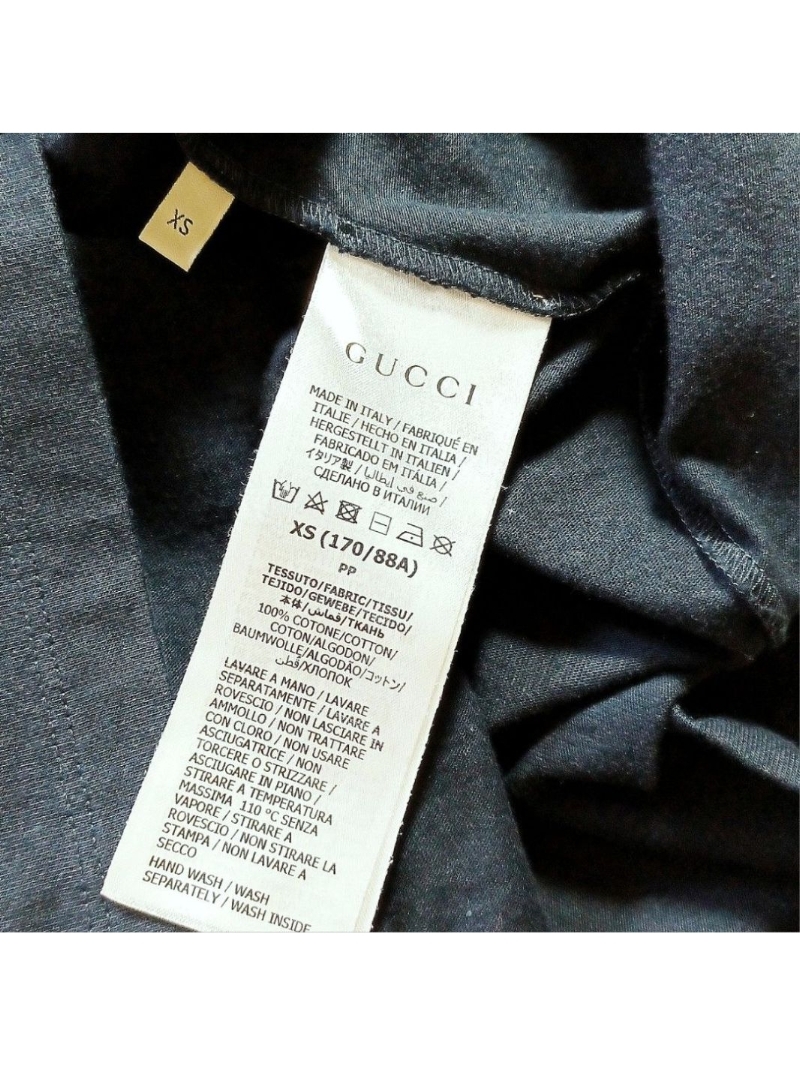 XS
GUCCI
MADE IN ITALY / FABRIQUÉ EN
ITALIE / HECHO EN ITALIA /
HERGESTELLT IN ITALIEN /
FABRICADO EM ITÁLIA /
イタリア製 / صنع في إيطاليا /
СДЕЛАНО В ИТАЛИИ
XS (170/88A)
PP
TESSUTO/FABRIC/TISSU/
TEJIDO/GEWEBE/TECIDO/
本体/قماش/ТКАНЬ
100% COTONE/COTTON/
COTON/ALGODON/
BAUMWOLLE/ALGODÃO/コットン/
قطن/ХЛОПОК
LAVARE A MANO / LAVARE
SEPARATAMENTE / LAVARE A
ROVESCIO / NON LASCIARE IN
AMMOLLO / NON TRATTARE
CON CLORO / NON USARE
ASCIUGATRICE / NON
TORCERE O STRIZZARE /
ASCIUGARE IN PIANO /
STIRARE A TEMPERATURA
MASSIMA 110 °C SENZA
VAPORE / STIRARE A
ROVESCIO / NON STIRARE LA
STAMPA / NON LAVARE A
SECCO
HAND WASH / WASH
SEPARATELY / WASH INSIDE